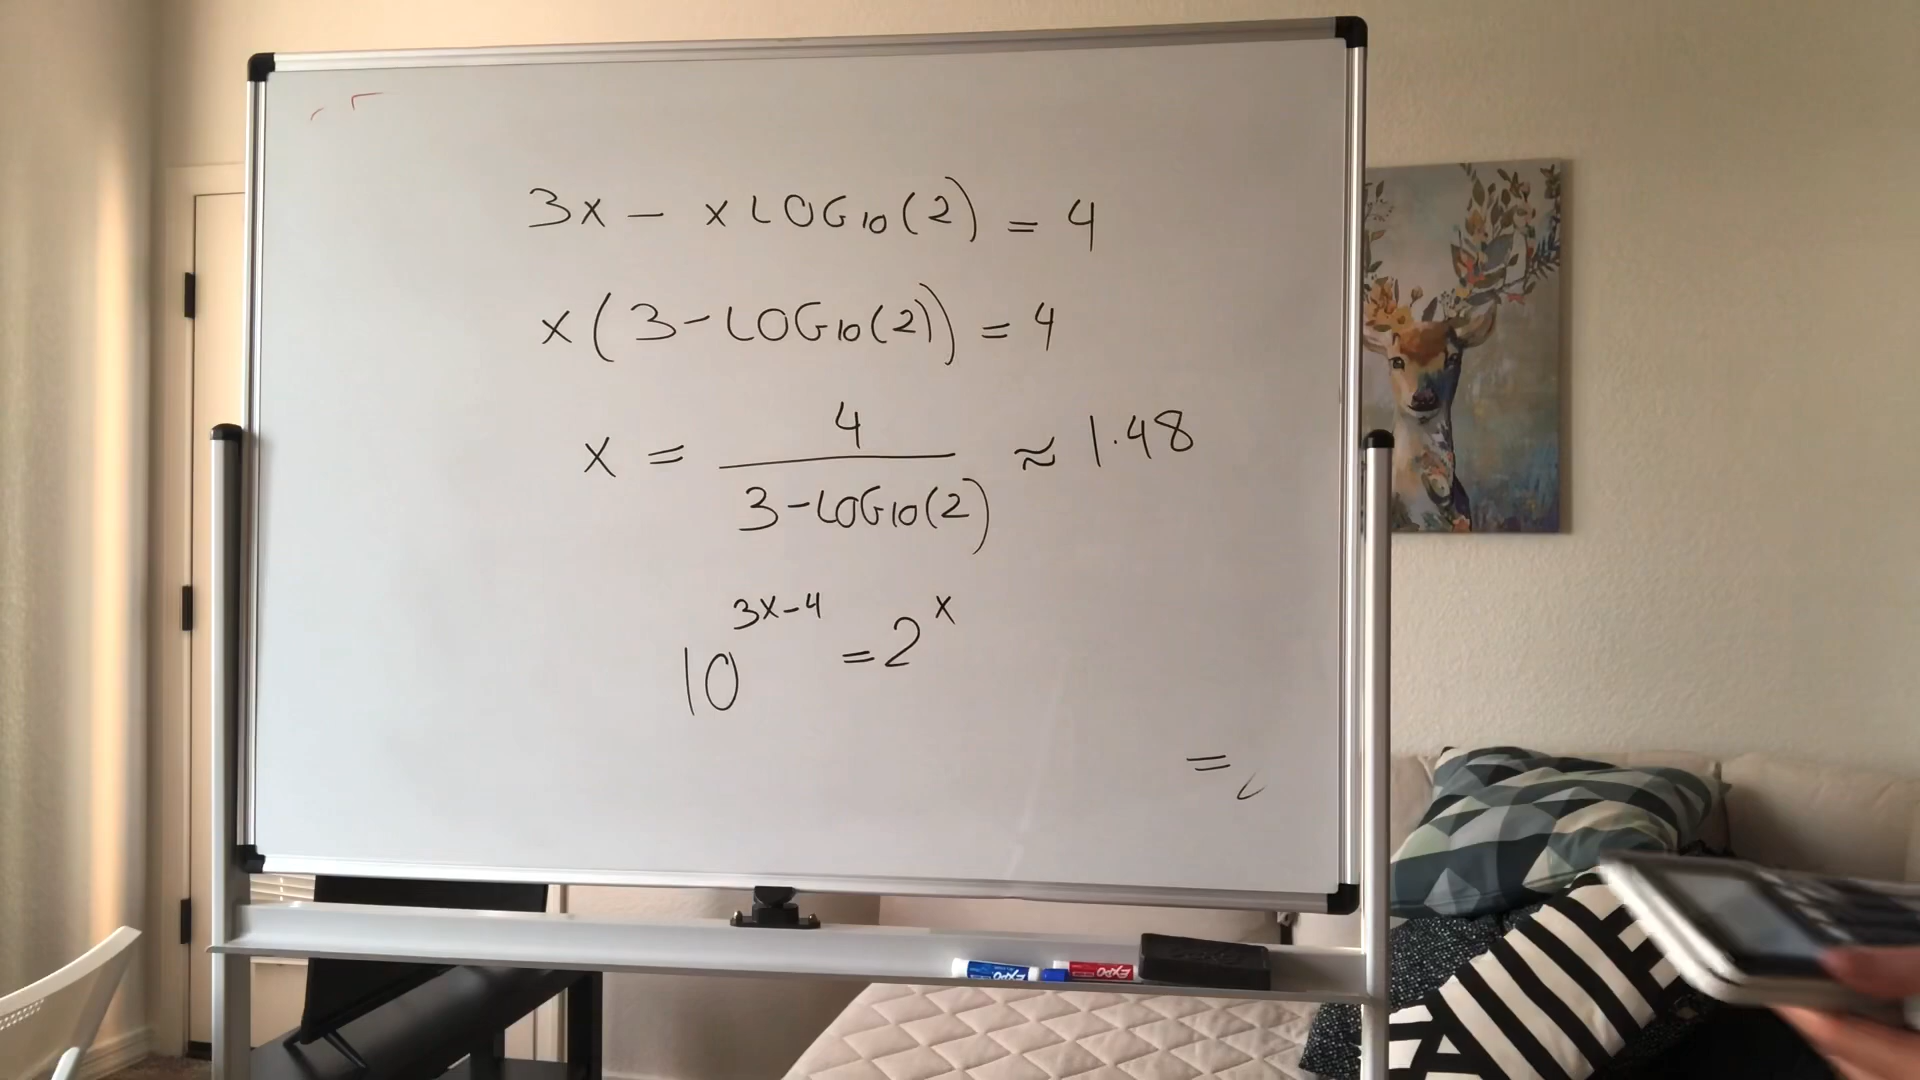 3x - x LOG₁₀(2) = 4
x(3-LOG₁₀(2)) = 4
x = 4 / 3-LOG₁₀(2) ≈ 1.48
10^3x-4 = 2^x
=
EXPO
EXPO